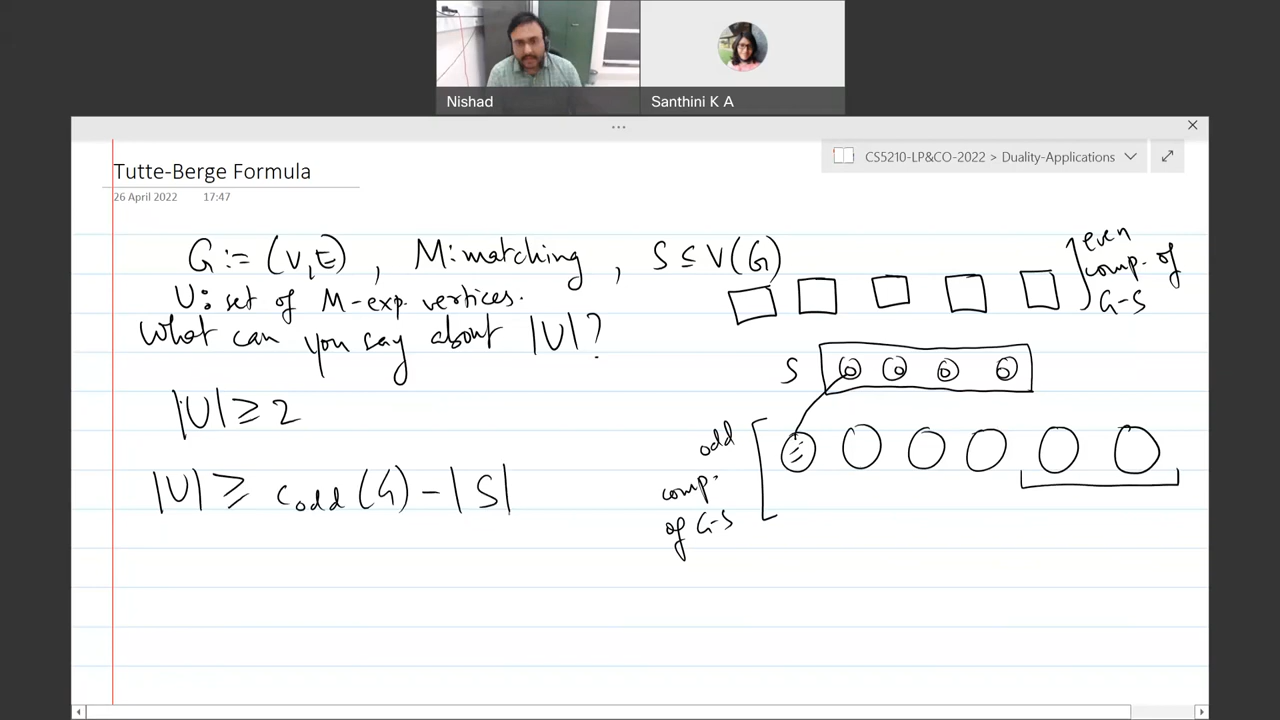 Nishad
Santhini K A
Tutte-Berge Formula
CS5210-LP&CO-2022 > Duality-Applications
26 April 2022 17:47
G := (V,E) , M: matching , S ⊆ V(G)
U: set of M-exp. vertices.
What can you say about |U|?
|U| ≥ 2
|U| ≥ c_odd (G) - |S|
even
comp. of
G-S
S
odd
comp.
of G-S